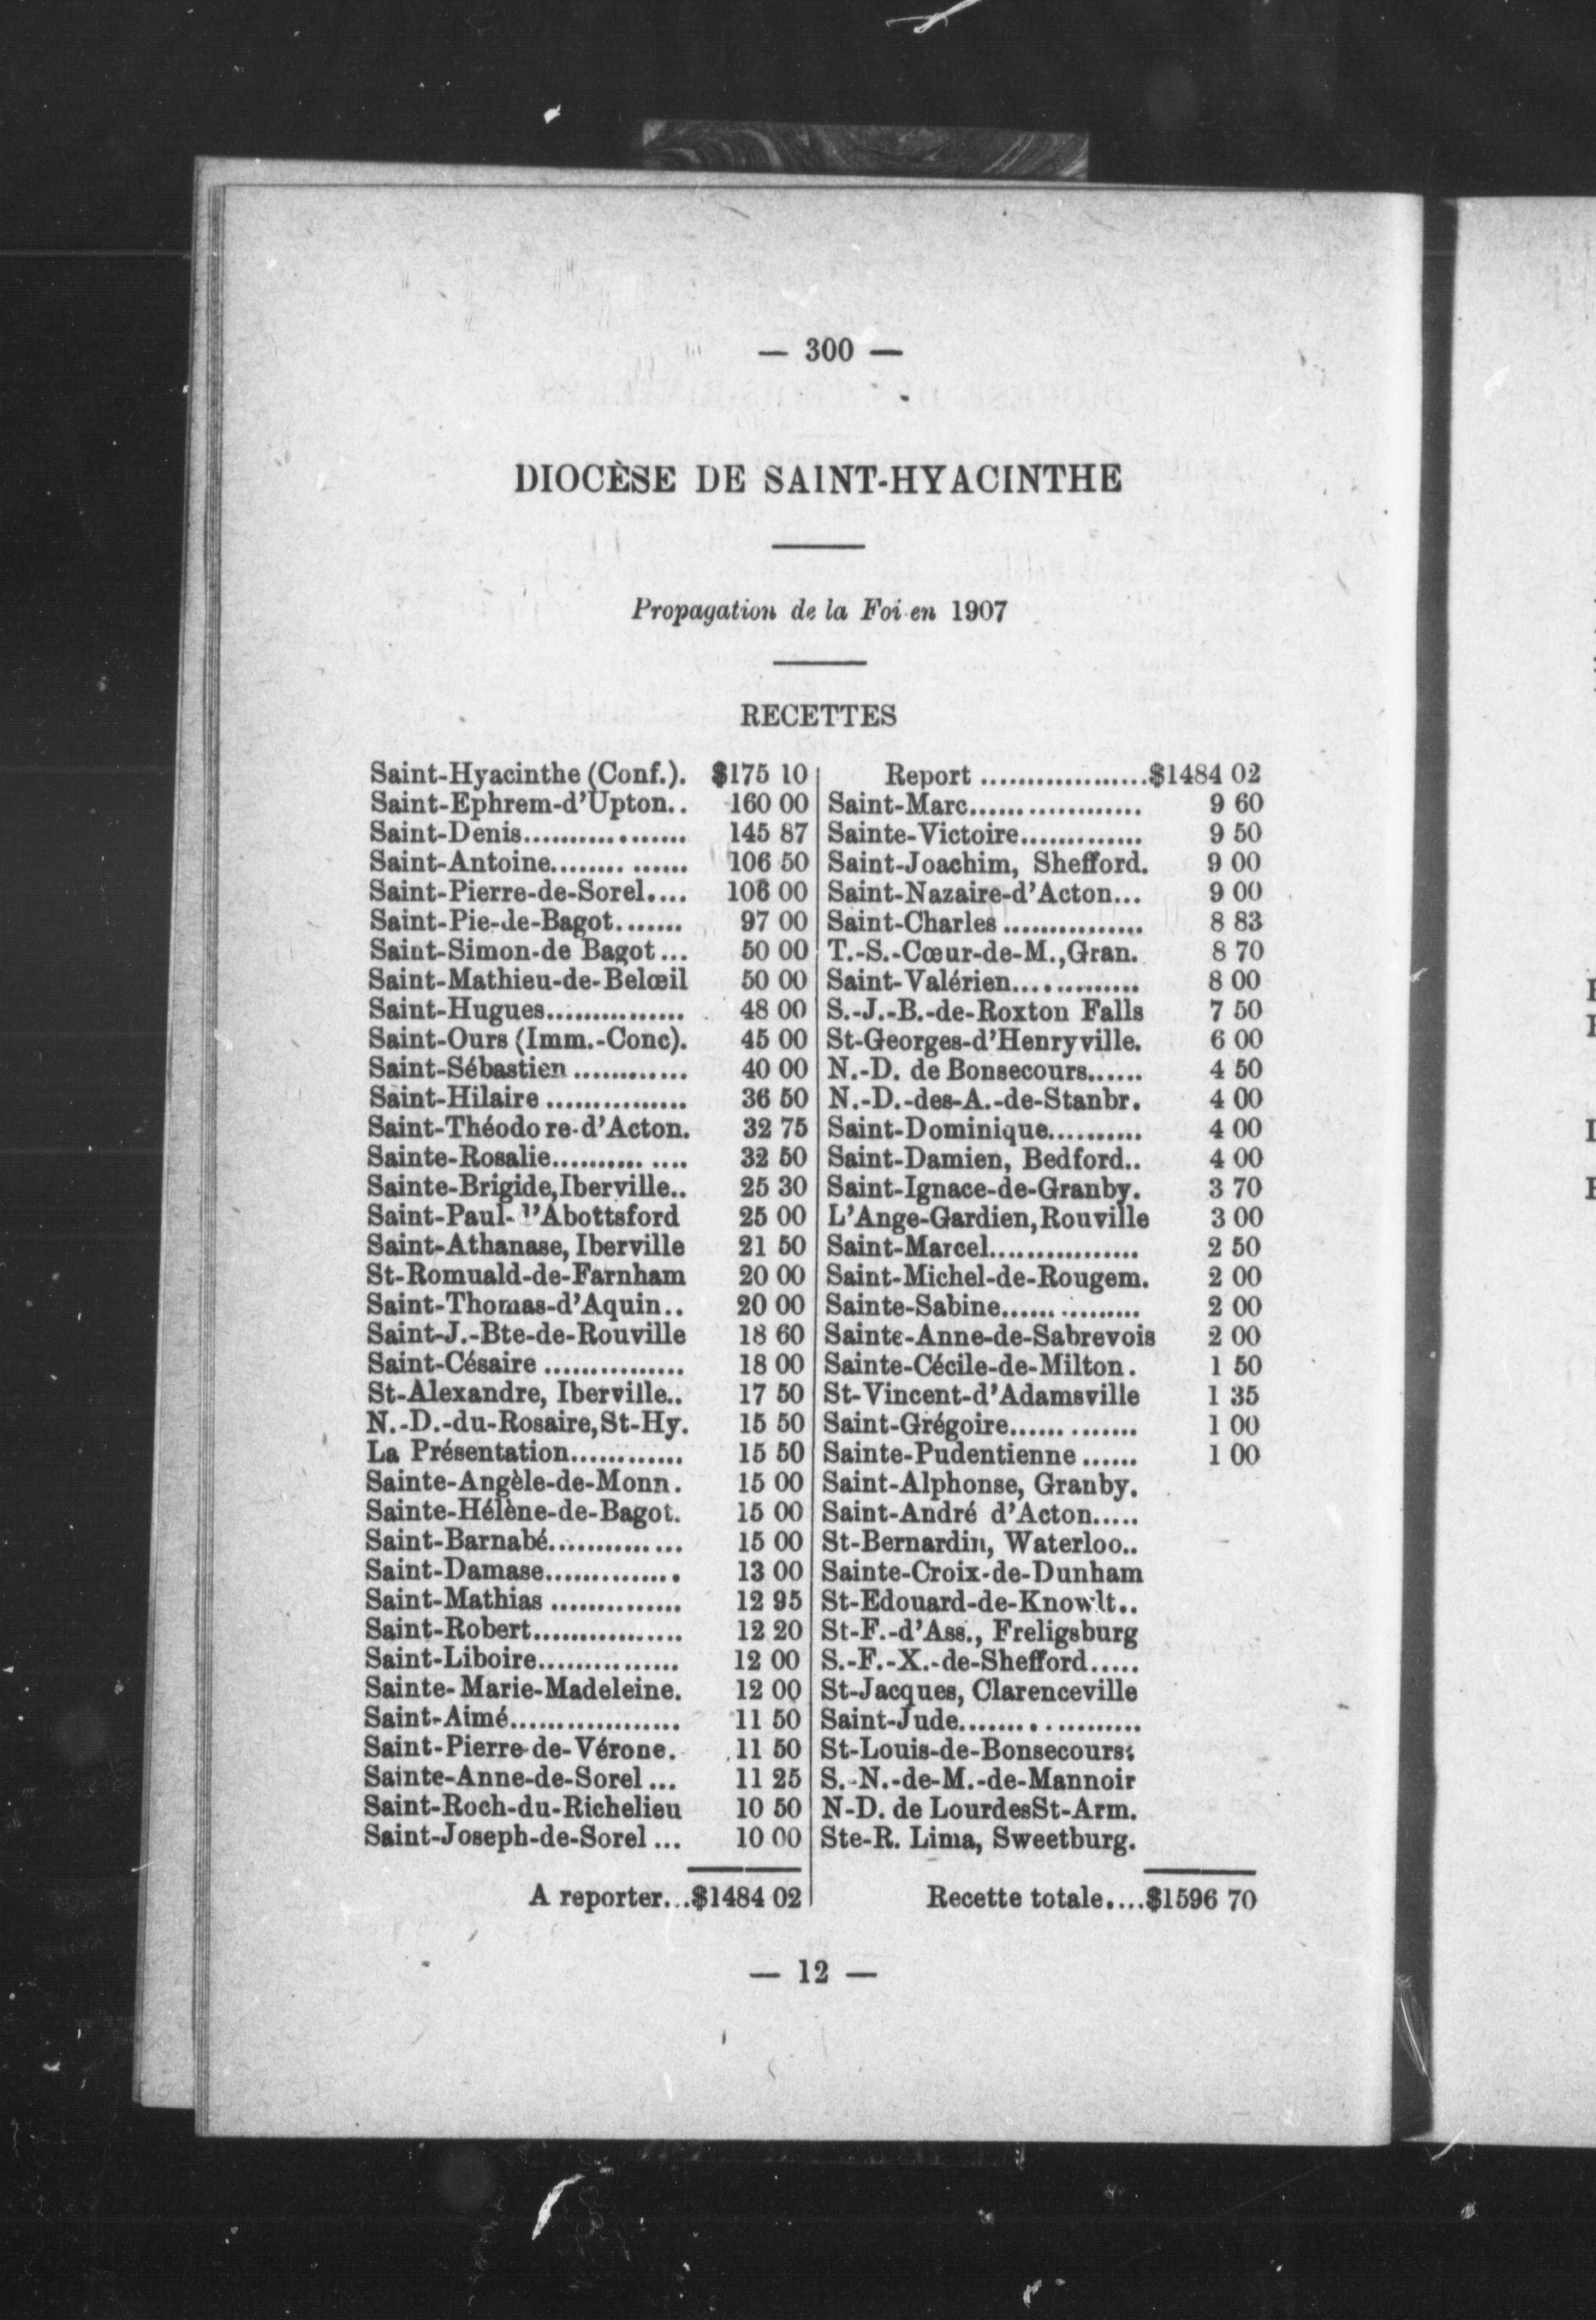 — 300 —
DIOCÈSE DE SAINT-HYACINTHE
Propagation de la Foi en 1907
RECETTES
Saint-Hyacinthe (Conf.). $175 10
Saint-Ephrem-d'Upton.. 160 00
Saint-Denis................. 145 87
Saint-Antoine............... 106 50
Saint-Pierre-de-Sorel.... 106 00
Saint-Pie-de-Bagot....... 97 00
Saint-Simon-de Bagot... 50 00
Saint-Mathieu-de-Belœil 50 00
Saint-Hugues............... 48 00
Saint-Ours (Imm.-Conc). 45 00
Saint-Sébastien ............ 40 00
Saint-Hilaire ............... 36 50
Saint-Théodore-d'Acton. 32 75
Sainte-Rosalie.............. 32 50
Sainte-Brigide, Iberville.. 25 30
Saint-Paul- l'Abottsford 25 00
Saint-Athanase, Iberville 21 50
St-Romuald-de-Farnham 20 00
Saint-Thomas-d'Aquin.. 20 00
Saint-J.-Bte-de-Rouville 18 60
Saint-Césaire ............... 18 00
St-Alexandre, Iberville.. 17 50
N.-D.-du-Rosaire, St-Hy. 15 50
La Présentation............ 15 50
Sainte-Angèle-de-Monn. 15 00
Sainte-Hélène-de-Bagot. 15 00
Saint-Barnabé.............. 15 00
Saint-Damase.............. 13 00
Saint-Mathias .............. 12 95
Saint-Robert................ 12 20
Saint-Liboire............... 12 00
Sainte-Marie-Madeleine. 12 00
Saint-Aimé.................. 11 50
Saint-Pierre-de-Vérone. 11 50
Sainte-Anne-de-Sorel ... 11 25
Saint-Roch-du-Richelieu 10 50
Saint-Joseph-de-Sorel ... 10 00
A reporter...$1484 02
Report ..................$1484 02
Saint-Marc................... 9 60
Sainte-Victoire............. 9 50
Saint-Joachim, Shefford. 9 00
Saint-Nazaire-d'Acton... 9 00
Saint-Charles ............... 8 83
T.-S.-Cœur-de-M., Gran. 8 70
Saint-Valérien............. 8 00
S.-J.-B.-de-Roxton Falls 7 50
St-Georges-d'Henryville. 6 00
N.-D. de Bonsecours...... 4 50
N.-D.-des-A.-de-Stanbr. 4 00
Saint-Dominique.......... 4 00
Saint-Damien, Bedford.. 4 00
Saint-Ignace-de-Granby. 3 70
L'Ange-Gardien, Rouville 3 00
Saint-Marcel................ 2 50
Saint-Michel-de-Rougem. 2 00
Sainte-Sabine............... 2 00
Sainte-Anne-de-Sabrevois 2 00
Sainte-Cécile-de-Milton. 1 50
St-Vincent-d'Adamsville 1 35
Saint-Grégoire............. 1 00
Sainte-Pudentienne ...... 1 00
Saint-Alphonse, Granby.
Saint-André d'Acton.....
St-Bernardin, Waterloo..
Sainte-Croix-de-Dunham
St-Edouard-de-Knowlt..
St-F.-d'Ass., Freligsburg
S.-F.-X.-de-Shefford.....
St-Jacques, Clarenceville
Saint-Jude...................
St-Louis-de-Bonsecours.
S.-N.-de-M.-de-Mannoir
N-D. de Lourdes St-Arm.
Ste-R. Lima, Sweetburg.
Recette totale....$1596 70
— 12 —